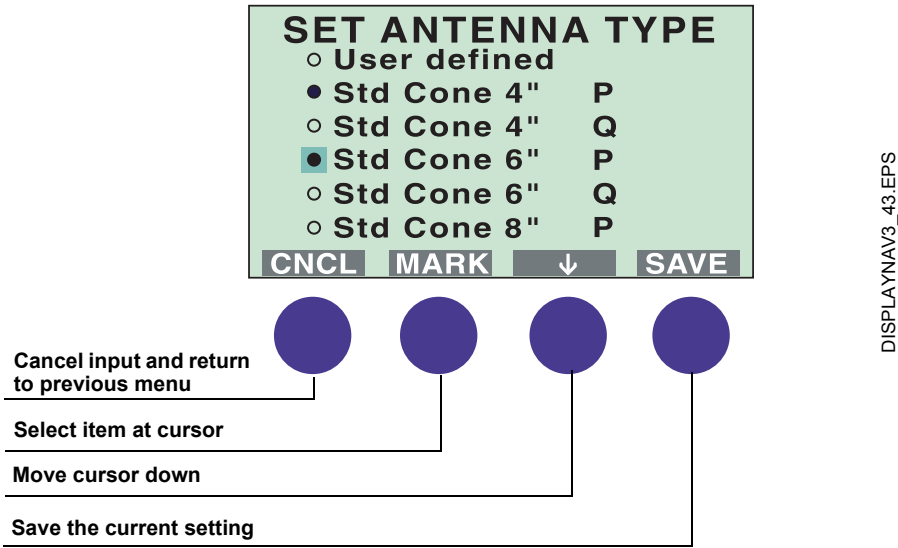 SET ANTENNA TYPE
User defined
Std Cone 4" P
Std Cone 4" Q
Std Cone 6" P
Std Cone 6" Q
Std Cone 8" P
CNCL MARK ↓ SAVE
Cancel input and return
to previous menu
Select item at cursor
Move cursor down
Save the current setting
DISPLAYNAV3_43.EPS